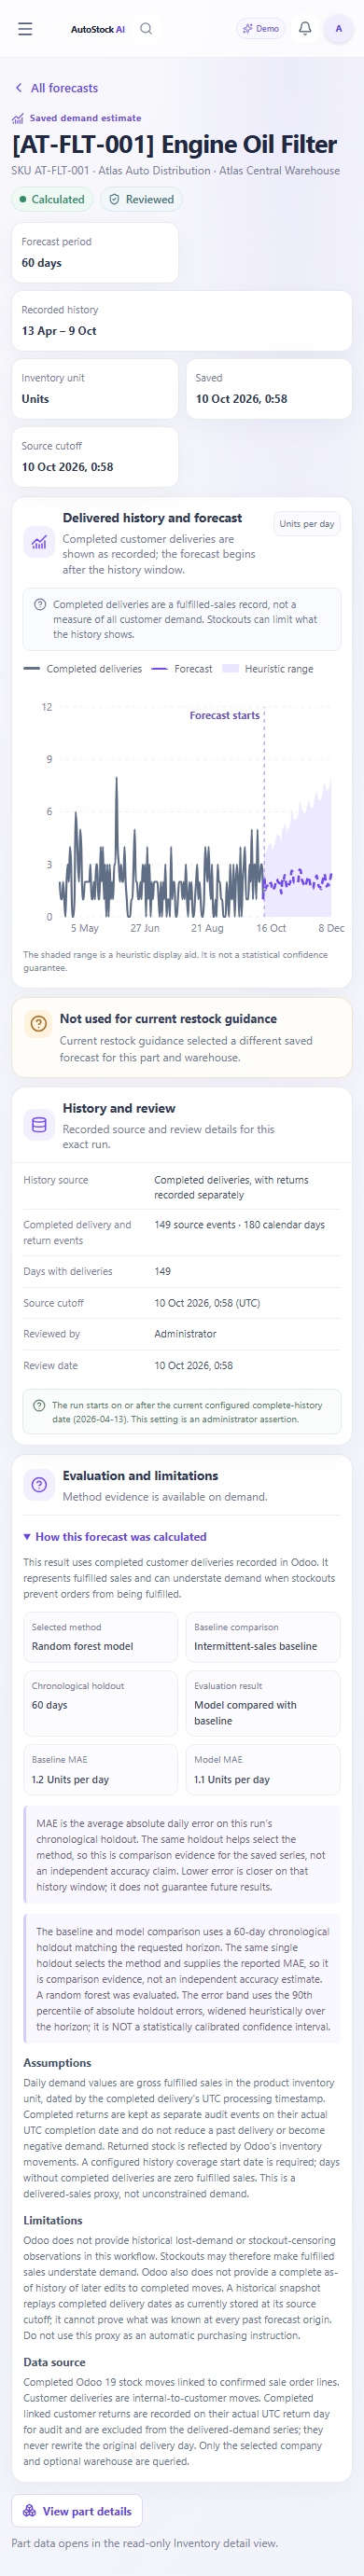 AutoStock AI
Demo
A
All forecasts
Saved demand estimate
[AT-FLT-001] Engine Oil Filter
SKU AT-FLT-001 · Atlas Auto Distribution · Atlas Central Warehouse
Calculated
Reviewed
Forecast period
60 days
Recorded history
13 Apr – 9 Oct
Inventory unit
Units
Saved
10 Oct 2026, 0:58
Source cutoff
10 Oct 2026, 0:58
Delivered history and forecast
Completed customer deliveries are
shown as recorded; the forecast begins
after the history window.
Units per day
Completed deliveries are a fulfilled-sales record, not a
measure of all customer demand. Stockouts can limit what
the history shows.
Completed deliveries
Forecast
Heuristic range
Forecast starts
12
9
6
3
0
5 May
27 Jun
21 Aug
16 Oct
8 Dec
The shaded range is a heuristic display aid. It is not a statistical confidence
guarantee.
Not used for current restock guidance
Current restock guidance selected a different saved
forecast for this part and warehouse.
History and review
Recorded source and review details for this
exact run.
History source
Completed deliveries, with returns
recorded separately
Completed delivery and
return events
149 source events · 180 calendar days
Days with deliveries
149
Source cutoff
10 Oct 2026, 0:58 (UTC)
Reviewed by
Administrator
Review date
10 Oct 2026, 0:58
The run starts on or after the current configured complete-history
date (2026-04-13). This setting is an administrator assertion.
Evaluation and limitations
Method evidence is available on demand.
▼ How this forecast was calculated
This result uses completed customer deliveries recorded in Odoo. It
represents fulfilled sales and can understate demand when stockouts
prevent orders from being fulfilled.
Selected method
Random forest model
Baseline comparison
Intermittent-sales baseline
Chronological holdout
60 days
Evaluation result
Model compared with
baseline
Baseline MAE
1.2 Units per day
Model MAE
1.1 Units per day
MAE is the average absolute daily error on this run's
chronological holdout. The same holdout helps select the
method, so this is comparison evidence for the saved series, not
an independent accuracy claim. Lower error is closer on that
history window; it does not guarantee future results.
The baseline and model comparison uses a 60-day chronological
holdout matching the requested horizon. The same single
holdout selects the method and supplies the reported MAE, so it
is comparison evidence, not an independent accuracy estimate.
A random forest was evaluated. The error band uses the 90th
percentile of absolute holdout errors, widened heuristically over
the horizon; it is NOT a statistically calibrated confidence interval.
Assumptions
Daily demand values are gross fulfilled sales in the product inventory
unit, dated by the completed delivery's UTC processing timestamp.
Completed returns are kept as separate audit events on their actual
UTC completion date and do not reduce a past delivery or become
negative demand. Returned stock is reflected by Odoo's inventory
movements. A configured history coverage start date is required; days
without completed deliveries are zero fulfilled sales. This is a
delivered-sales proxy, not unconstrained demand.
Limitations
Odoo does not provide historical lost-demand or stockout-censoring
observations in this workflow. Stockouts may therefore make fulfilled
sales understate demand. Odoo also does not provide a complete as-
of history of later edits to completed moves. A historical snapshot
replays completed delivery dates as currently stored at its source
cutoff; it cannot prove what was known at every past forecast origin.
Do not use this proxy as an automatic purchasing instruction.
Data source
Completed Odoo 19 stock moves linked to confirmed sale order lines.
Customer deliveries are internal-to-customer moves. Completed
linked customer returns are recorded on their actual UTC return day
for audit and are excluded from the delivered-demand series; they
never rewrite the original delivery day. Only the selected company
and optional warehouse are queried.
View part details
Part data opens in the read-only Inventory detail view.